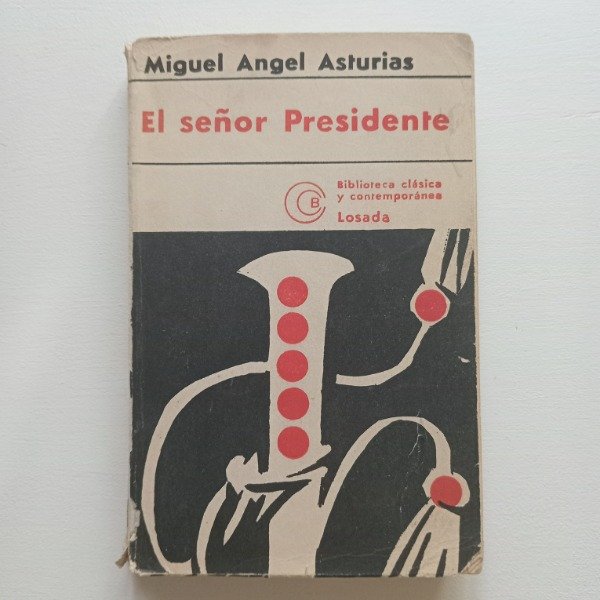 Miguel Angel Asturias
El señor Presidente
B
Biblioteca clásica
y contemporánea
Losada